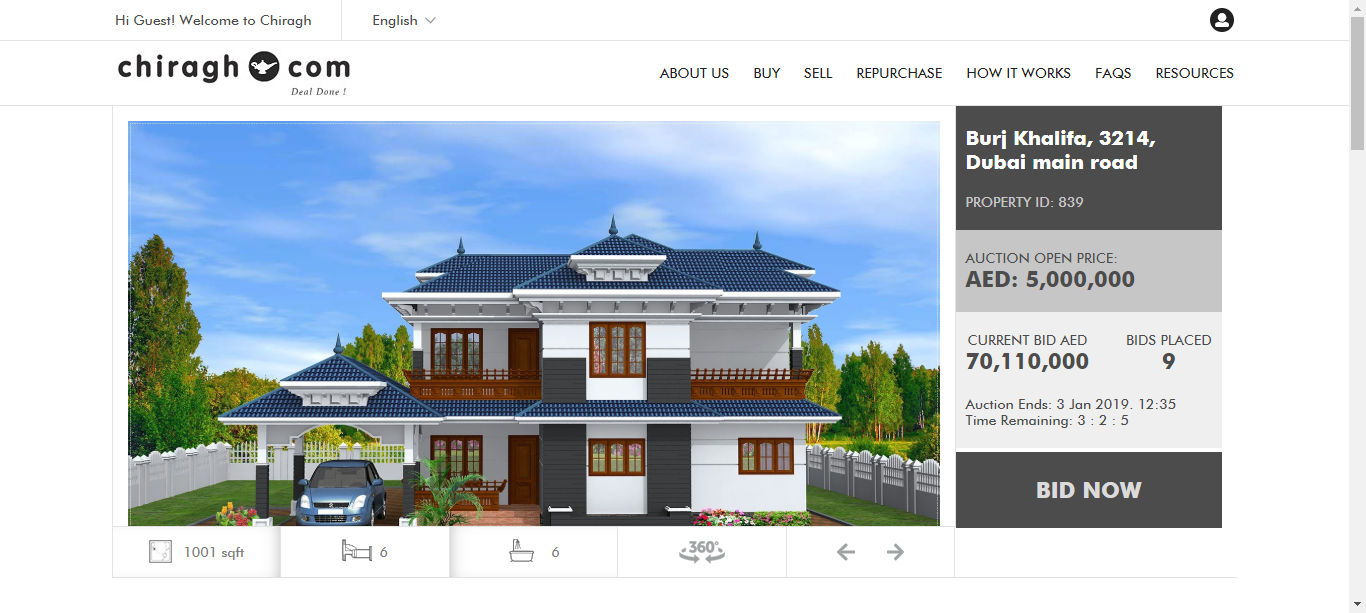 Hi Guest! Welcome to Chiragh
English
chiragh com
Deal Done !
ABOUT US
BUY
SELL
REPURCHASE
HOW IT WORKS
FAQS
RESOURCES
Burj Khalifa, 3214,
Dubai main road
PROPERTY ID: 839
AUCTION OPEN PRICE:
AED: 5,000,000
CURRENT BID AED
70,110,000
BIDS PLACED
9
Auction Ends: 3 Jan 2019. 12:35
Time Remaining: 3 : 2 : 5
BID NOW
1001 sqft
6
6
360°